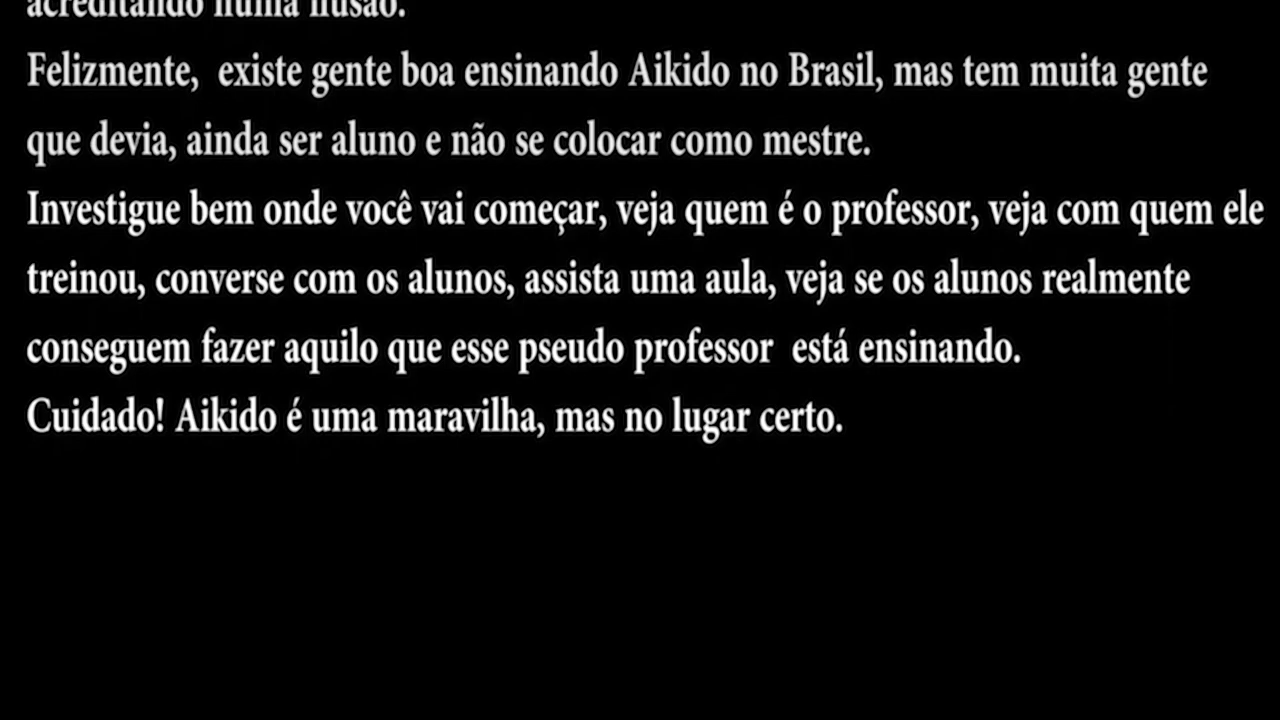 acreditando numa ilusão.
Felizmente,  existe gente boa ensinando Aikido no Brasil, mas tem muita gente
que devia, ainda ser aluno e não se colocar como mestre.
Investigue bem onde você vai começar, veja quem é o professor, veja com quem ele
treinou, converse com os alunos, assista uma aula, veja se os alunos realmente
conseguem fazer aquilo que esse pseudo professor  está ensinando.
Cuidado! Aikido é uma maravilha, mas no lugar certo.